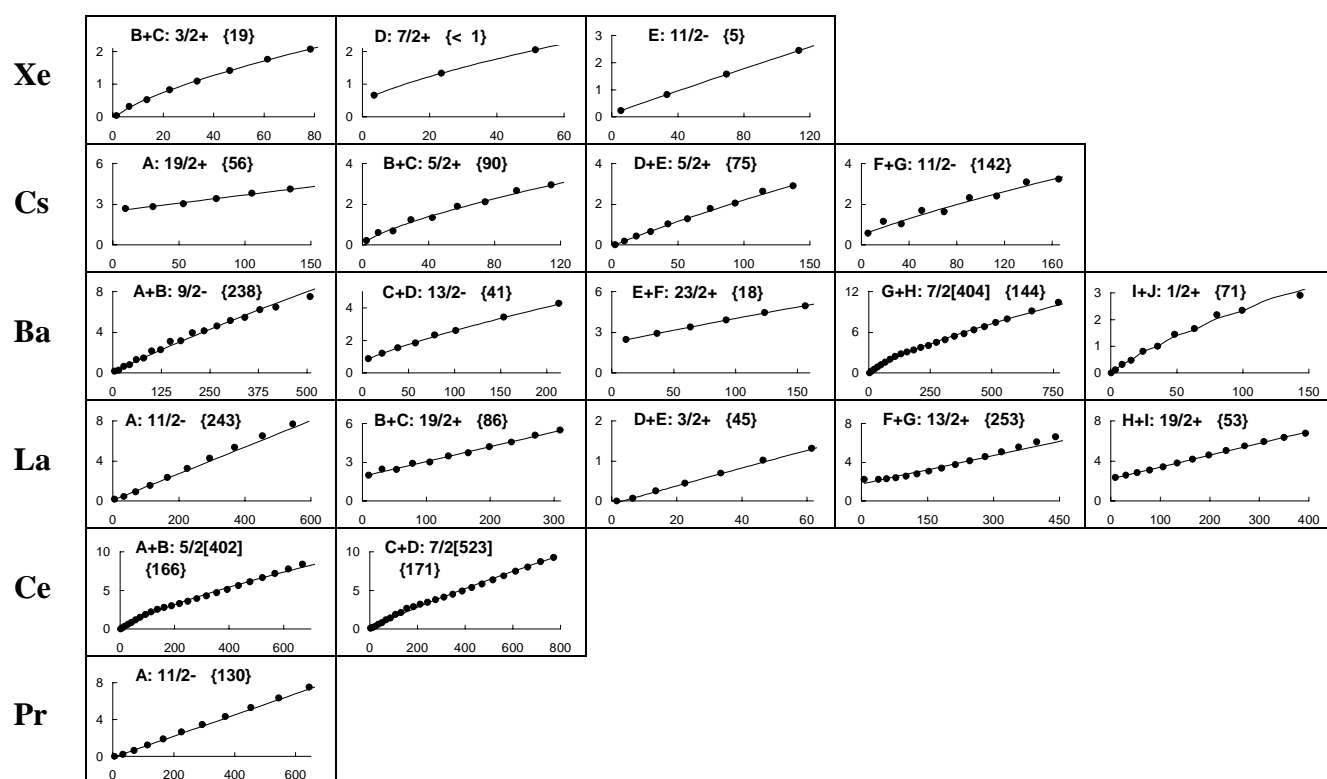 Xe
B+C: 3/2+ {19}
2
1
0
0 20 40 60 80
D: 7/2+ {< 1}
2
1
0
0 20 40 60
E: 11/2- {5}
3
2
1
0
0 40 80 120
Cs
A: 19/2+ {56}
6
3
0
0 50 100 150
B+C: 5/2+ {90}
4
2
0
0 40 80 120
D+E: 5/2+ {75}
4
2
0
0 50 100 150
F+G: 11/2- {142}
4
2
0
0 40 80 120 160
Ba
A+B: 9/2- {238}
8
4
0
0 125 250 375 500
C+D: 13/2- {41}
6
4
2
0
0 50 100 150 200
E+F: 23/2+ {18}
6
3
0
0 50 100 150
G+H: 7/2[404] {144}
12
6
0
0 250 500 750
I+J: 1/2+ {71}
3
2
1
0
0 50 100 150
La
A: 11/2- {243}
8
4
0
0 200 400 600
B+C: 19/2+ {86}
6
3
0
0 100 200 300
D+E: 3/2+ {45}
2
1
0
0 20 40 60
F+G: 13/2+ {253}
8
4
0
0 150 300 450
H+I: 19/2+ {53}
8
4
0
0 100 200 300 400
Ce
A+B: 5/2[402]
{166}
10
5
0
0 200 400 600
C+D: 7/2[523]
{171}
10
5
0
0 200 400 600 800
Pr
A: 11/2- {130}
8
4
0
0 200 400 600